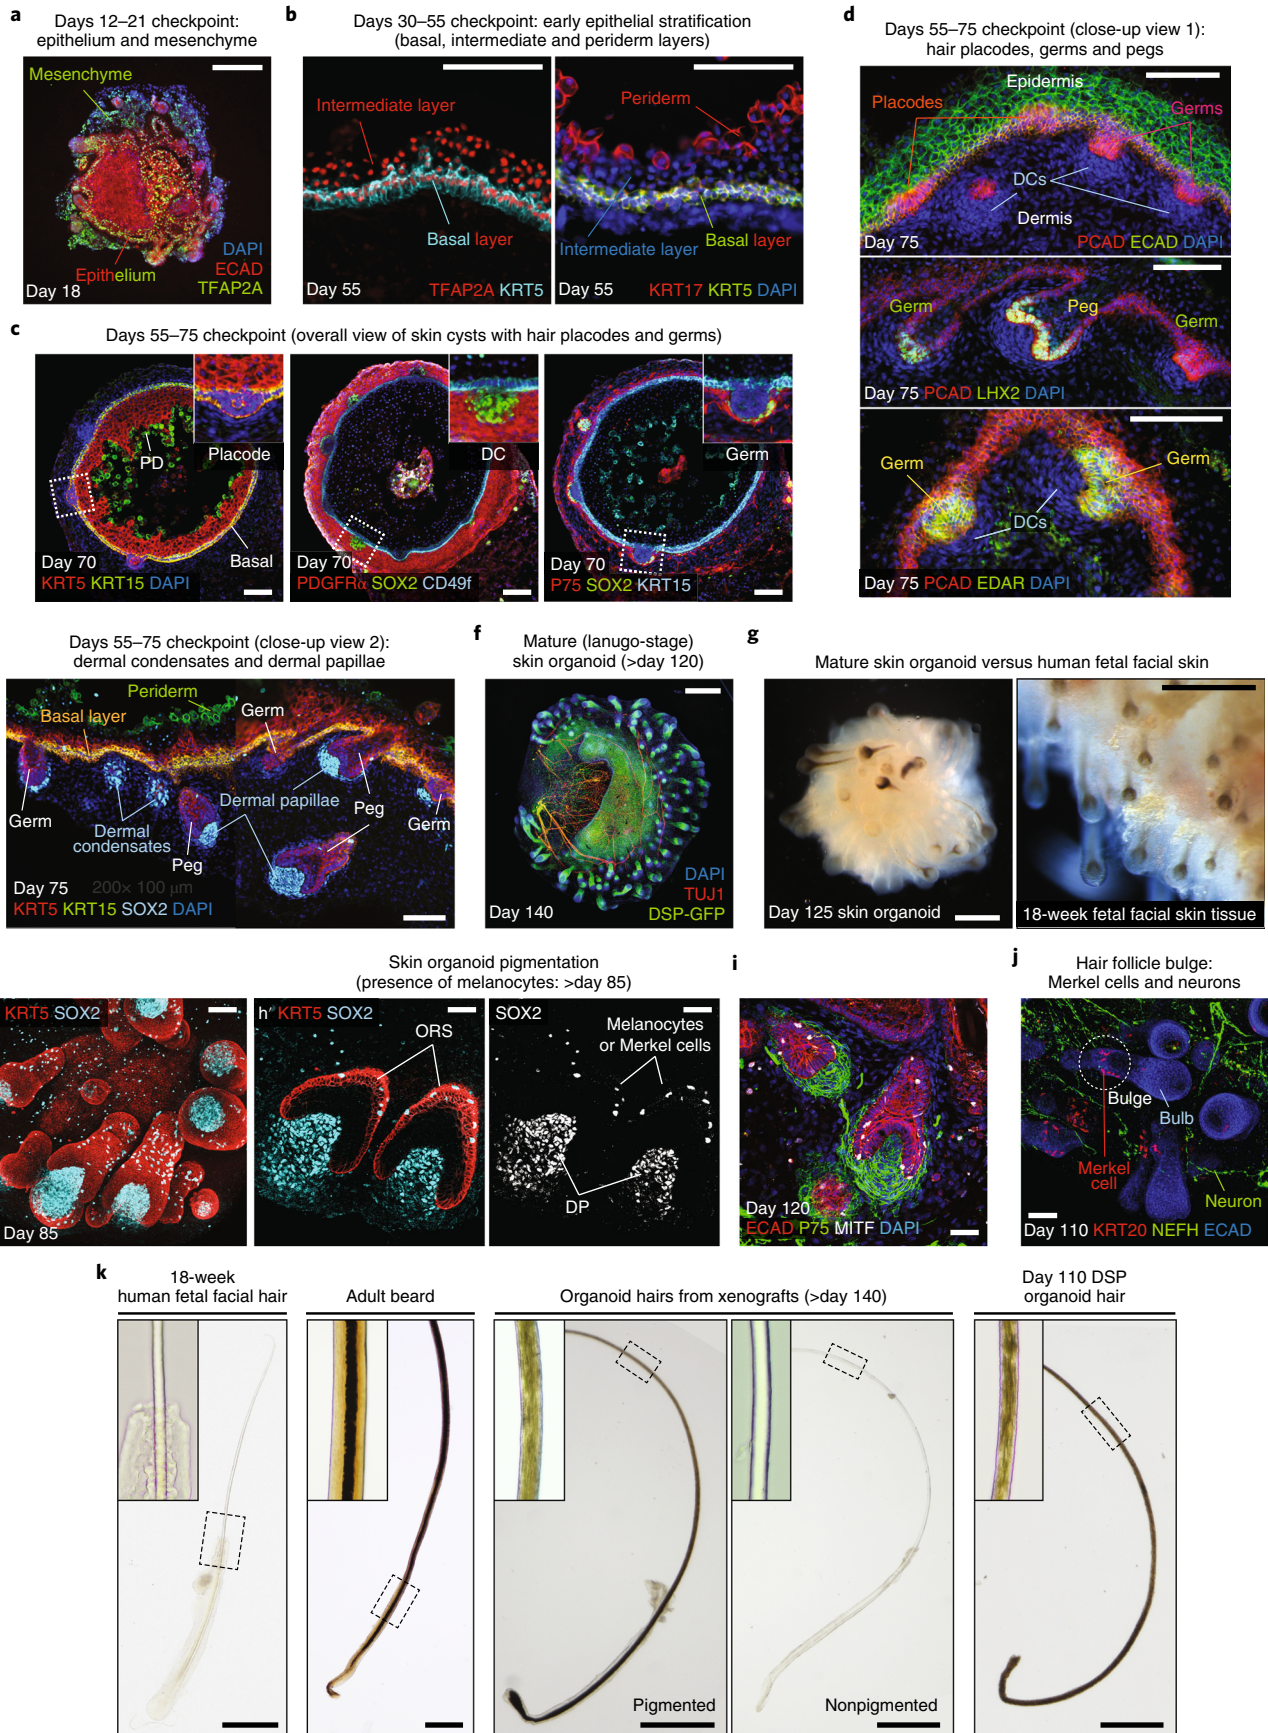 a
Days 12–21 checkpoint:
epithelium and mesenchyme
Mesenchyme
Epithelium
DAPI
ECAD
TFAP2A
Day 18
b
Days 30–55 checkpoint: early epithelial stratification
(basal, intermediate and periderm layers)
Intermediate layer
Basal layer
Day 55
TFAP2A KRT5
Periderm
Intermediate layer
Basal layer
Day 55
KRT17 KRT5 DAPI
c
Days 55–75 checkpoint (overall view of skin cysts with hair placodes and germs)
Placode
PD
Basal
Day 70
KRT5 KRT15 DAPI
DC
Day 70
PDGFRα SOX2 CD49f
Germ
Day 70
P75 SOX2 KRT15
d
Days 55–75 checkpoint (close-up view 1):
hair placodes, germs and pegs
Epidermis
Placodes
Germs
DCs
Dermis
Day 75
PCAD ECAD DAPI
Germ
Peg
Germ
Day 75 PCAD LHX2 DAPI
Germ
Germ
DCs
Day 75 PCAD EDAR DAPI
Days 55–75 checkpoint (close-up view 2):
dermal condensates and dermal papillae
Periderm
Basal layer
Germ
Germ
Dermal papillae
Dermal
condensates
Peg
Peg
Germ
Day 75
200× 100 µm
KRT5 KRT15 SOX2 DAPI
f
Mature (lanugo-stage)
skin organoid (>day 120)
DAPI
TUJ1
DSP-GFP
Day 140
g
Mature skin organoid versus human fetal facial skin
Day 125 skin organoid
18-week fetal facial skin tissue
Skin organoid pigmentation
(presence of melanocytes: >day 85)
KRT5 SOX2
Day 85
h′ KRT5 SOX2
ORS
SOX2
Melanocytes
or Merkel cells
DP
i
Day 120
ECAD P75 MITF DAPI
j
Hair follicle bulge:
Merkel cells and neurons
Bulge
Bulb
Merkel
cell
Neuron
Day 110 KRT20 NEFH ECAD
k
18-week
human fetal facial hair
Adult beard
Organoid hairs from xenografts (>day 140)
Pigmented
Nonpigmented
Day 110 DSP
organoid hair